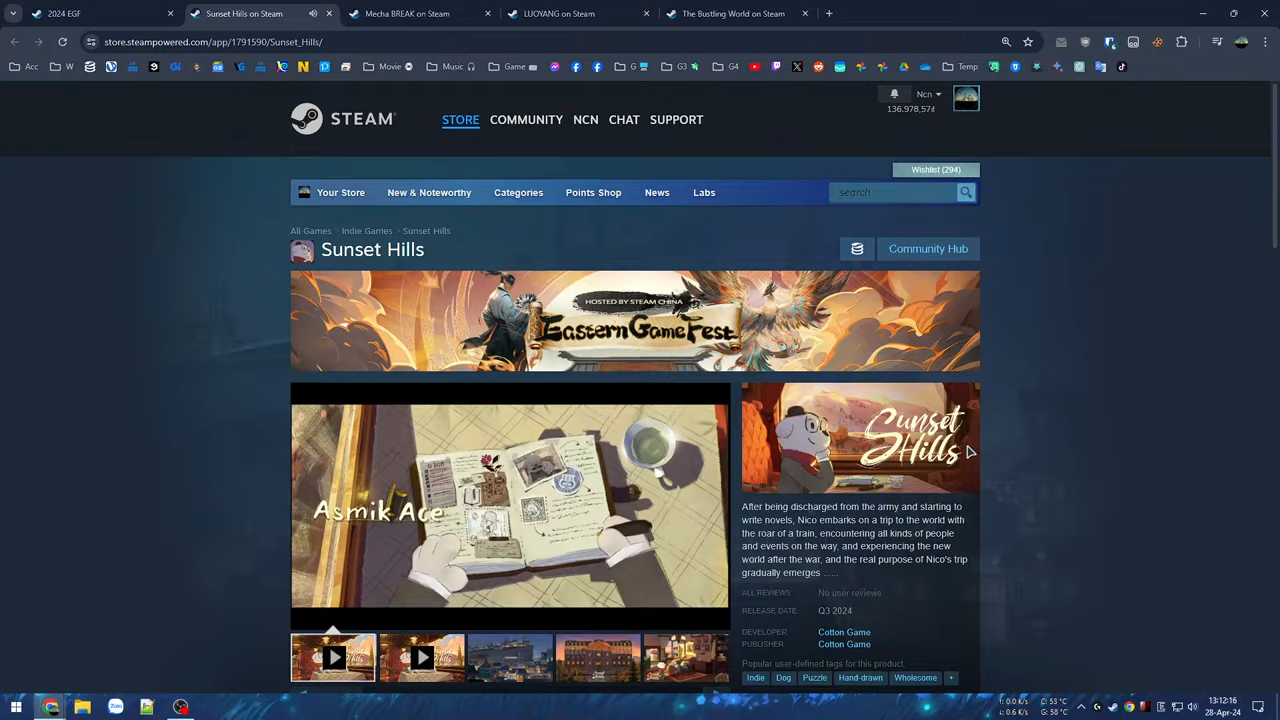 2024 EGF
Sunset Hills on Steam
Mecha BREAK on Steam
LUOYANG on Steam
The Bustling World on Steam
store.steampowered.com/app/1791590/Sunset_Hills/
Acc
W
Movie
Music
Game
G
G3
G4
Temp
STEAM
STORE
COMMUNITY
NCN
CHAT
SUPPORT
Ncn
136.978,57₫
Wishlist (294)
Your Store
New & Noteworthy
Categories
Points Shop
News
Labs
search
All Games > Indie Games > Sunset Hills
Sunset Hills
Community Hub
HOSTED BY STEAM CHINA
Eastern Game Fest
Asmik Ace
Sunset
Hills
After being discharged from the army and starting to
write novels, Nico embarks on a trip to the world with
the roar of a train, encountering all kinds of people
and events on the way, and experiencing the new
world after the war, and the real purpose of Nico's trip
gradually emerges ......
ALL REVIEWS: No user reviews
RELEASE DATE: Q3 2024
DEVELOPER: Cotton Game
PUBLISHER: Cotton Game
Popular user-defined tags for this product:
Indie
Dog
Puzzle
Hand-drawn
Wholesome
+
Zalo
58°C
G: 58°C
13:12:16
28-Apr-24